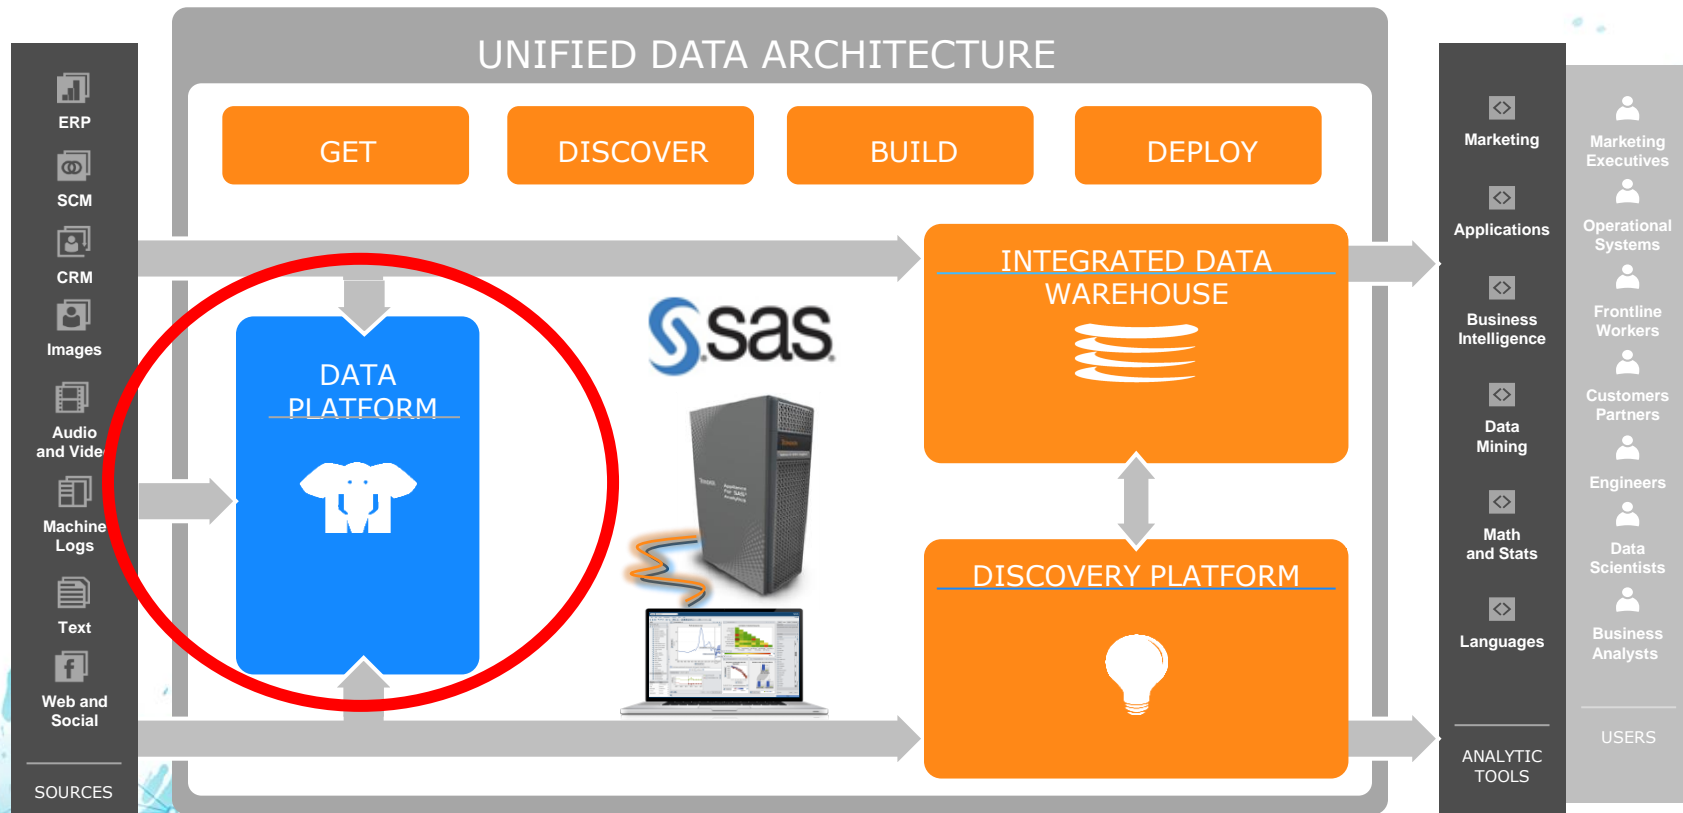 UNIFIED DATA ARCHITECTURE
ERP
SCM
CRM
Images
Audio
and Video
Machine
Logs
Text
Web and
Social
SOURCES
GET
DISCOVER
BUILD
DEPLOY
DATA
PLATFORM
sas
INTEGRATED DATA
WAREHOUSE
DISCOVERY PLATFORM
Marketing
Applications
Business
Intelligence
Data
Mining
Math
and Stats
Languages
ANALYTIC
TOOLS
Marketing
Executives
Operational
Systems
Frontline
Workers
Customers
Partners
Engineers
Data
Scientists
Business
Analysts
USERS